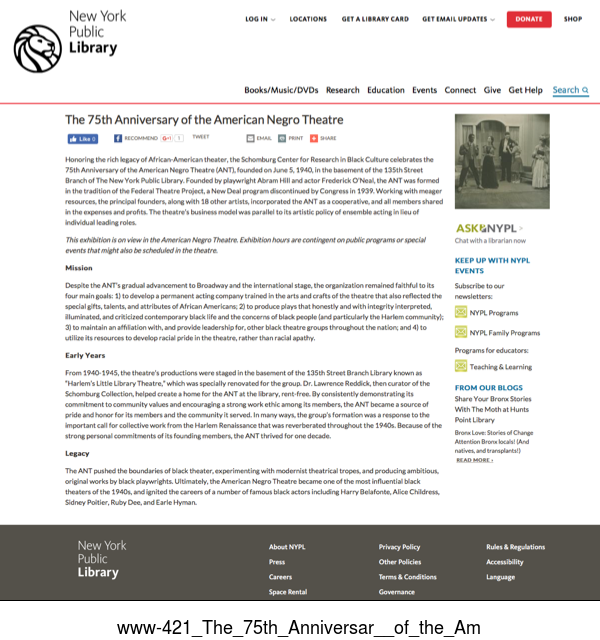 New York
Public
Library
LOG IN
LOCATIONS
GET A LIBRARY CARD
GET EMAIL UPDATES
DONATE
SHOP
Books/Music/DVDs Research Education Events Connect Give Get Help Search
The 75th Anniversary of the American Negro Theatre
Like 0
RECOMMEND
G+1
1
TWEET
EMAIL
PRINT
SHARE
Honoring the rich legacy of African-American theater, the Schomburg Center for Research in Black Culture celebrates the
75th Anniversary of the American Negro Theatre (ANT), founded on June 5, 1940, in the basement of the 135th Street
Branch of The New York Public Library. Founded by playwright Abram Hill and actor Frederick O'Neal, the ANT was formed
in the tradition of the Federal Theatre Project, a New Deal program discontinued by Congress in 1939. Working with meager
resources, the principal founders, along with 18 other artists, incorporated the ANT as a cooperative, and all members shared
in the expenses and profits. The theatre's business model was parallel to its artistic policy of ensemble acting in lieu of
individual leading roles.
This exhibition is on view in the American Negro Theatre. Exhibition hours are contingent on public programs or special
events that might also be scheduled in the theatre.
Mission
Despite the ANT's gradual advancement to Broadway and the international stage, the organization remained faithful to its
four main goals: 1) to develop a permanent acting company trained in the arts and crafts of the theatre that also reflected the
special gifts, talents, and attributes of African Americans; 2) to produce plays that honestly and with integrity interpreted,
illuminated, and criticized contemporary black life and the concerns of black people (and particularly the Harlem community);
3) to maintain an affiliation with, and provide leadership for, other black theatre groups throughout the nation; and 4) to
utilize its resources to develop racial pride in the theatre, rather than racial apathy.
Early Years
From 1940-1945, the theatre's productions were staged in the basement of the 135th Street Branch Library known as
"Harlem's Little Library Theatre," which was specially renovated for the group. Dr. Lawrence Reddick, then curator of the
Schomburg Collection, helped create a home for the ANT at the library, rent-free. By consistently demonstrating its
commitment to community values and encouraging a strong work ethic among its members, the ANT became a source of
pride and honor for its members and the community it served. In many ways, the group's formation was a response to the
important call for collective work from the Harlem Renaissance that was reverberated throughout the 1940s. Because of the
strong personal commitments of its founding members, the ANT thrived for one decade.
Legacy
The ANT pushed the boundaries of black theater, experimenting with modernist theatrical tropes, and producing ambitious,
original works by black playwrights. Ultimately, the American Negro Theatre became one of the most influential black
theaters of the 1940s, and ignited the careers of a number of famous black actors including Harry Belafonte, Alice Childress,
Sidney Poitier, Ruby Dee, and Earle Hyman.
ASK NYPL
Chat with a librarian now
KEEP UP WITH NYPL
EVENTS
Subscribe to our
newsletters:
NYPL Programs
NYPL Family Programs
Programs for educators:
Teaching & Learning
FROM OUR BLOGS
Share Your Bronx Stories
With The Moth at Hunts
Point Library
Bronx Love: Stories of Change
Attention Bronx locals! (And
natives, and transplants!)
READ MORE ›
New York
Public
Library
About NYPL
Press
Careers
Space Rental
Privacy Policy
Other Policies
Terms & Conditions
Governance
Rules & Regulations
Accessibility
Language
www-421_The_75th_Anniversar__of_the_Am